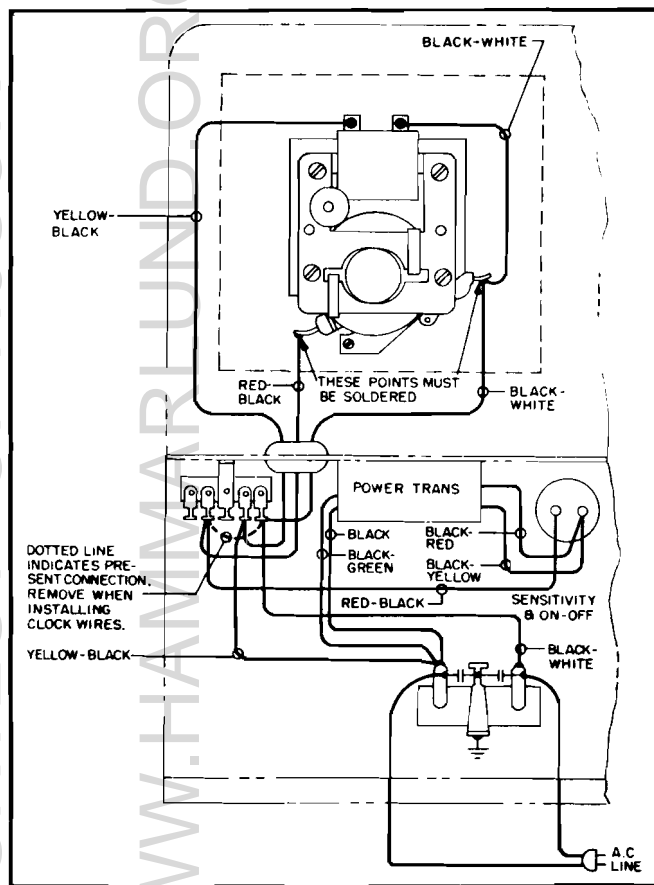 BLACK-WHITE
YELLOW-
BLACK
RED-
BLACK
THESE POINTS MUST
BE SOLDERED
BLACK-
WHITE
POWER TRANS
BLACK
BLACK-
GREEN
BLACK-
RED
BLACK-
YELLOW
RED-BLACK
SENSITIVITY
& ON-OFF
DOTTED LINE
INDICATES PRE-
SENT CONNECTION.
REMOVE WHEN
INSTALLING
CLOCK WIRES.
YELLOW-BLACK
BLACK-
WHITE
A.C
LINE
WW.HAMMARLUND.ORG